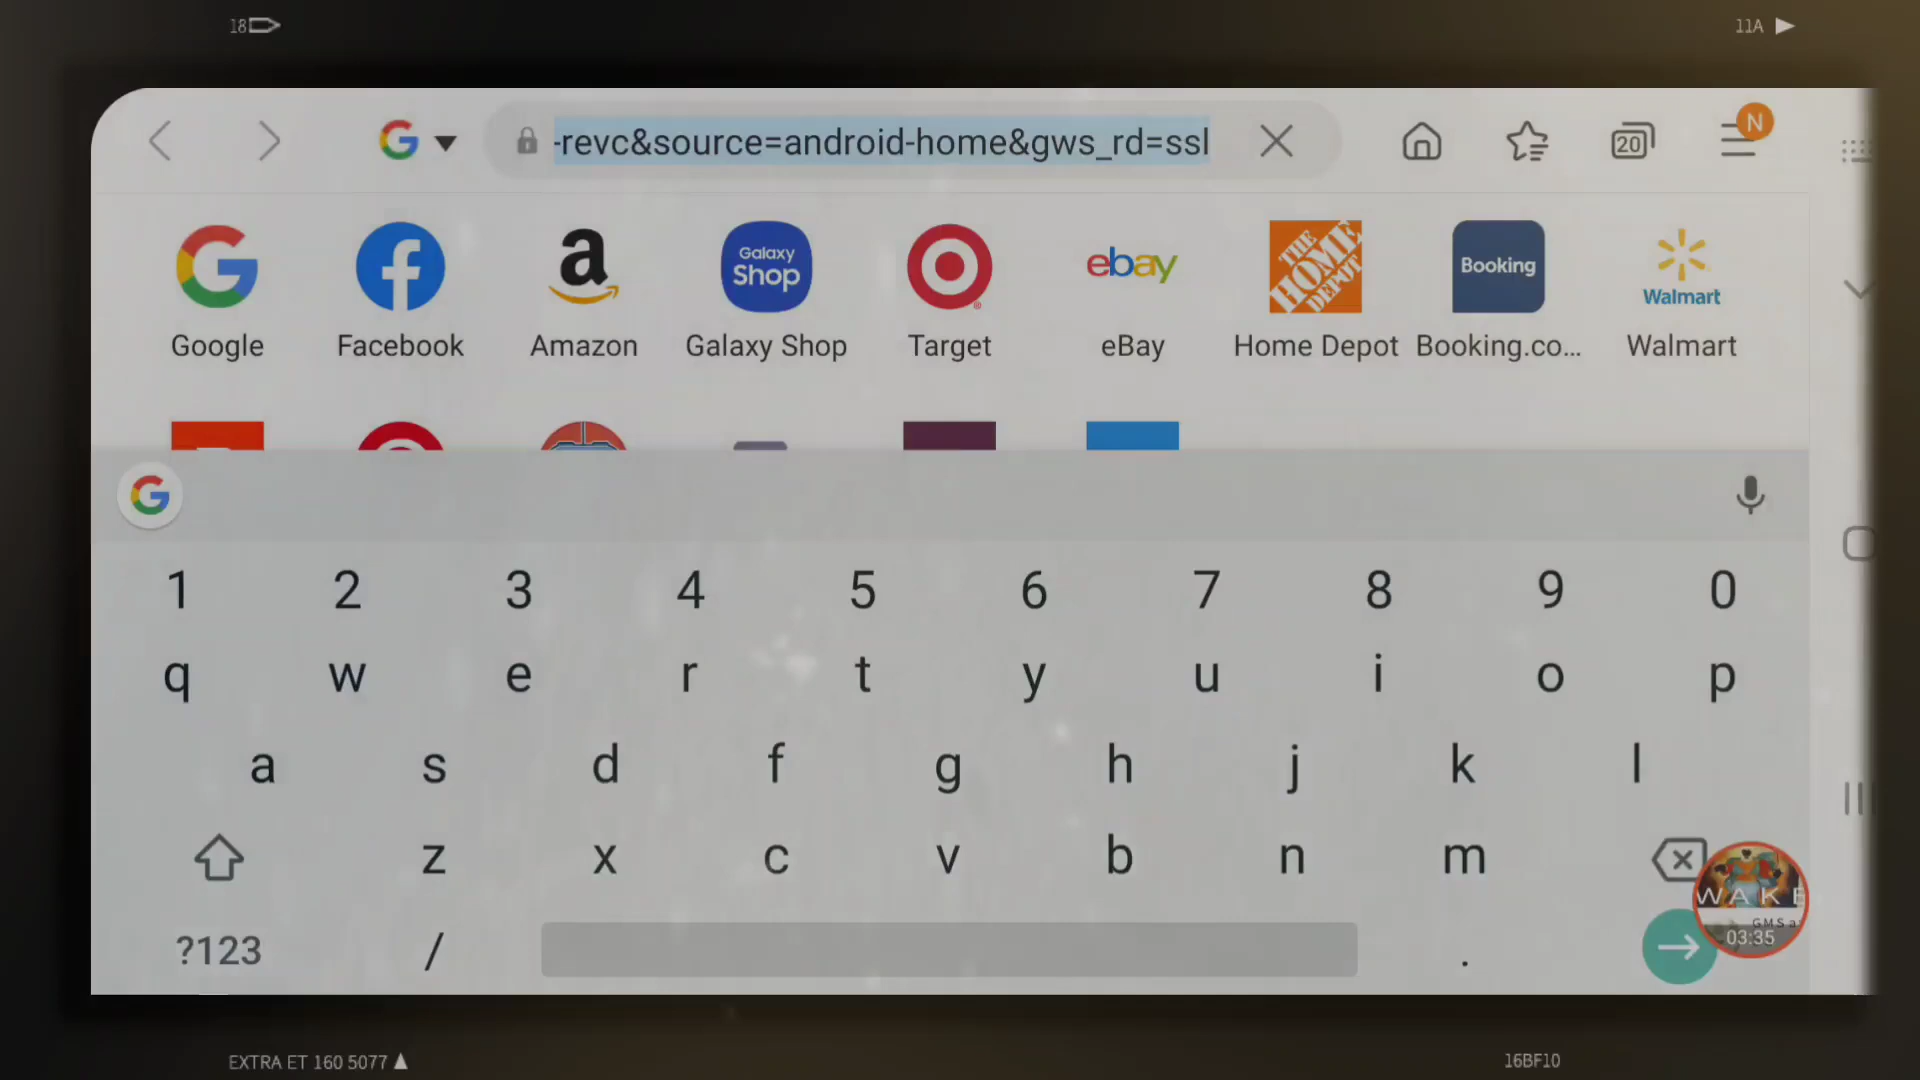 18
11A
-revc&source=android-home&gws_rd=ssl
20
N
Galaxy
Shop
ebay
THE
HOME
DEPOT
Booking
Walmart
Google
Facebook
Amazon
Galaxy Shop
Target
eBay
Home Depot
Booking.co...
Walmart
1 2 3 4 5 6 7 8 9 0
q w e r t y u i o p
a s d f g h j k l
z x c v b n m
WAKE
GMS a
03:35
?123 / .
EXTRA ET 160 5077
16BF10